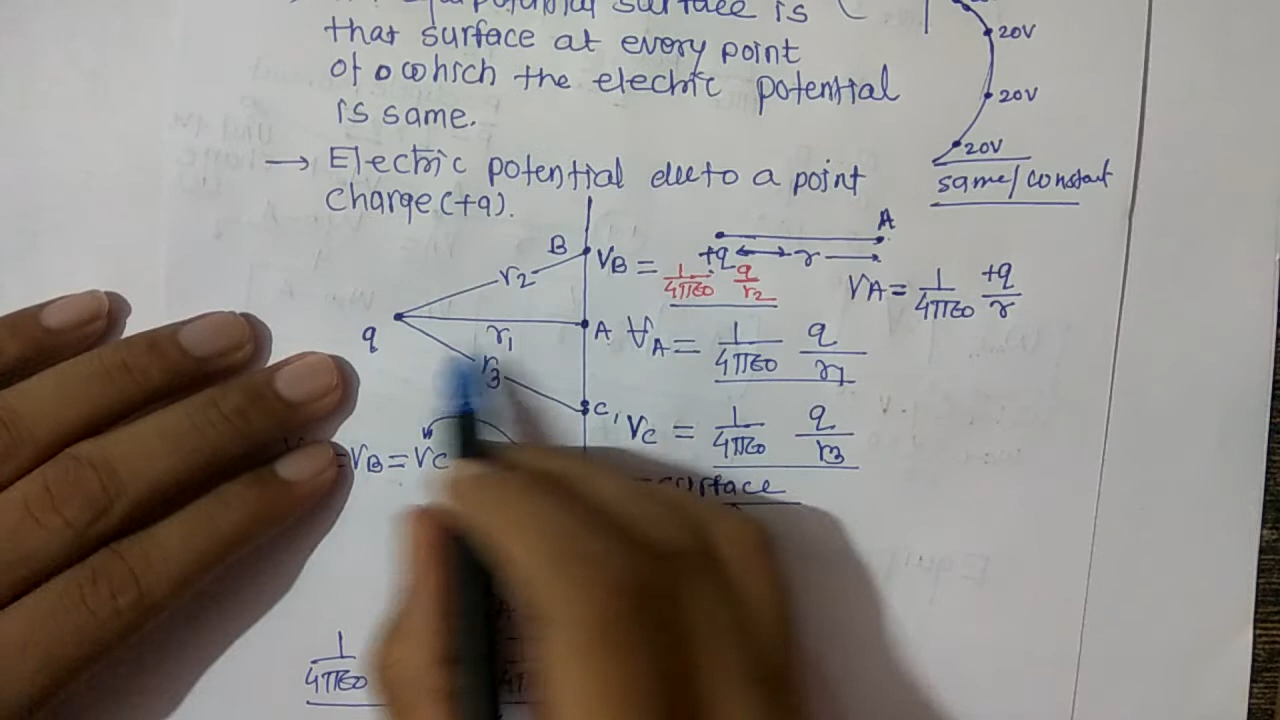 surface is
that surface at every point
of which the electric potential
is same.
20V
20V
20V
same/constant
→ Electric potential due to a point
charge (+q).
A
+q r
VA = 1/4πε0 +q/r
B
r2
VB = 1/4πε0 q/r2
q
r1
A
VA = 1/4πε0 q/r1
r3
C,
VC = 1/4πε0 q/r3
=VB=VC
surface
1/4πε0